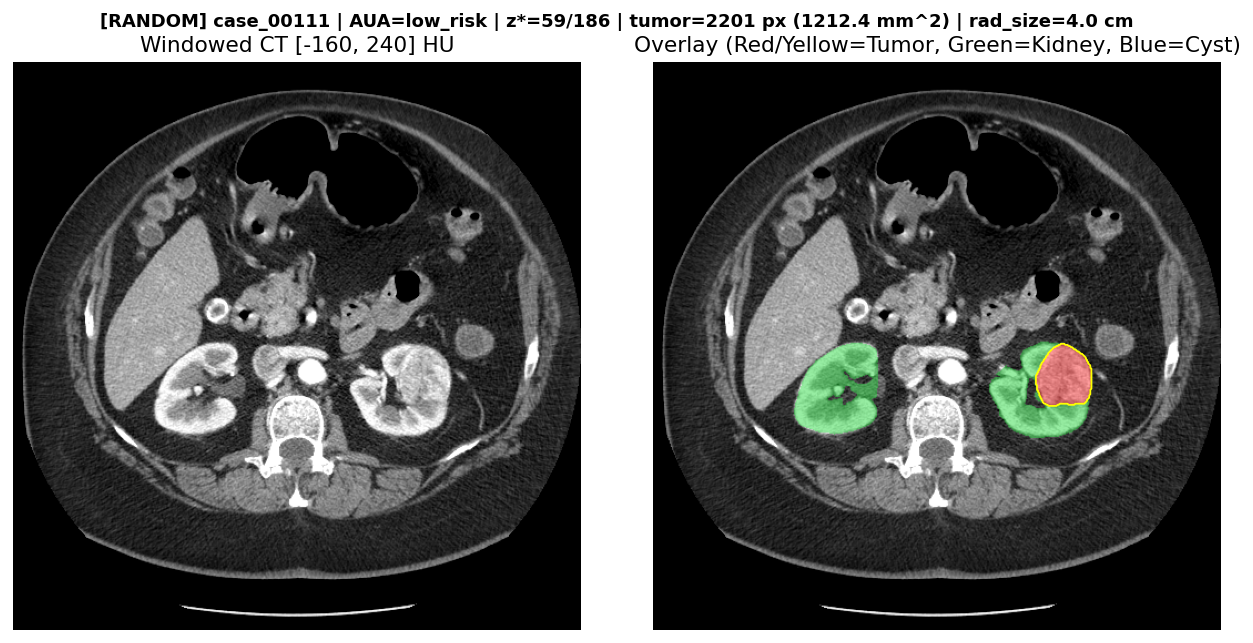 [RANDOM] case_00111 | AUA=low_risk | z*=59/186 | tumor=2201 px (1212.4 mm^2) | rad_size=4.0 cm
Windowed CT [-160, 240] HU
Overlay (Red/Yellow=Tumor, Green=Kidney, Blue=Cyst)